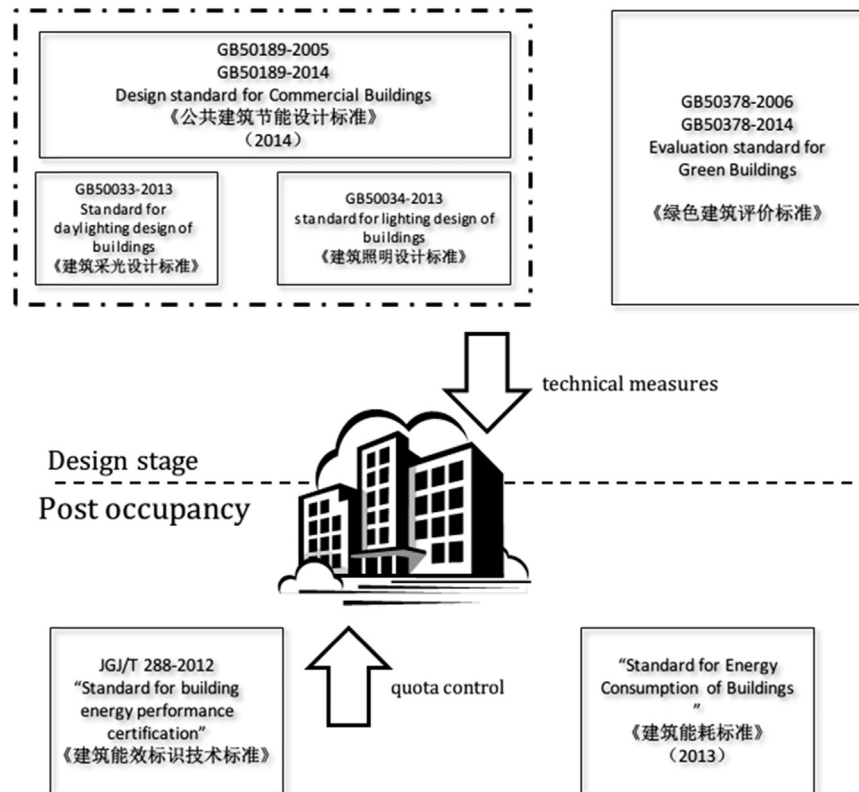 GB50189-2005
GB50189-2014
Design standard for Commercial Buildings
《公共建筑节能设计标准》
（2014）
GB50033-2013
Standard for
daylighting design of
buildings
《建筑采光设计标准》
GB50034-2013
standard for lighting design of
buildings
《建筑照明设计标准》
GB50378-2006
GB50378-2014
Evaluation standard for
Green Buildings
《绿色建筑评价标准》
technical measures
Design stage
Post occupancy
JGJ/T 288-2012
“Standard for building
energy performance
certification”
《建筑能效标识技术标准》
quota control
“Standard for Energy
Consumption of Buildings
”
《建筑能耗标准》
（2013）